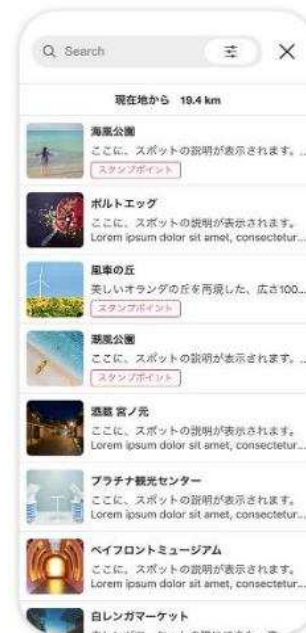 Search
現在地から 19.4 km
海風公園
ここに、スポットの説明が表示されます。...
スタンプポイント
ポルトエッグ
ここに、スポットの説明が表示されます。
Lorem ipsum dolor sit amet, consectetur...
風車の丘
美しいオランダの丘を再現した、広さ100...
スタンプポイント
潮風公園
ここに、スポットの説明が表示されます。...
スタンプポイント
酒蔵 宮ノ元
ここに、スポットの説明が表示されます。
Lorem ipsum dolor sit amet, consectetur...
プラチナ観光センター
ここに、スポットの説明が表示されます。
Lorem ipsum dolor sit amet, consectetur...
ベイフロントミュージアム
ここに、スポットの説明が表示されます。
Lorem ipsum dolor sit amet, consectetur...
白レンガマーケット